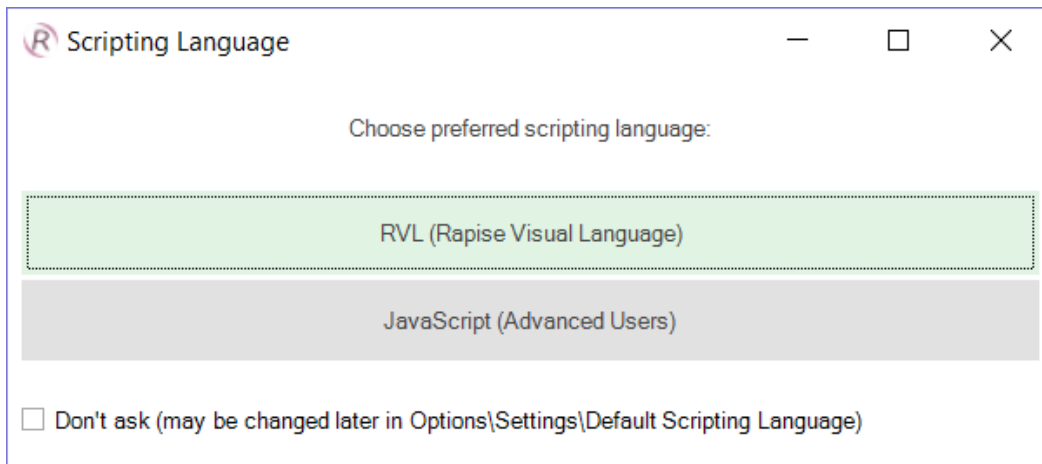 Scripting Language
Choose preferred scripting language:
RVL (Rapise Visual Language)
JavaScript (Advanced Users)
Don't ask (may be changed later in Options\Settings\Default Scripting Language)